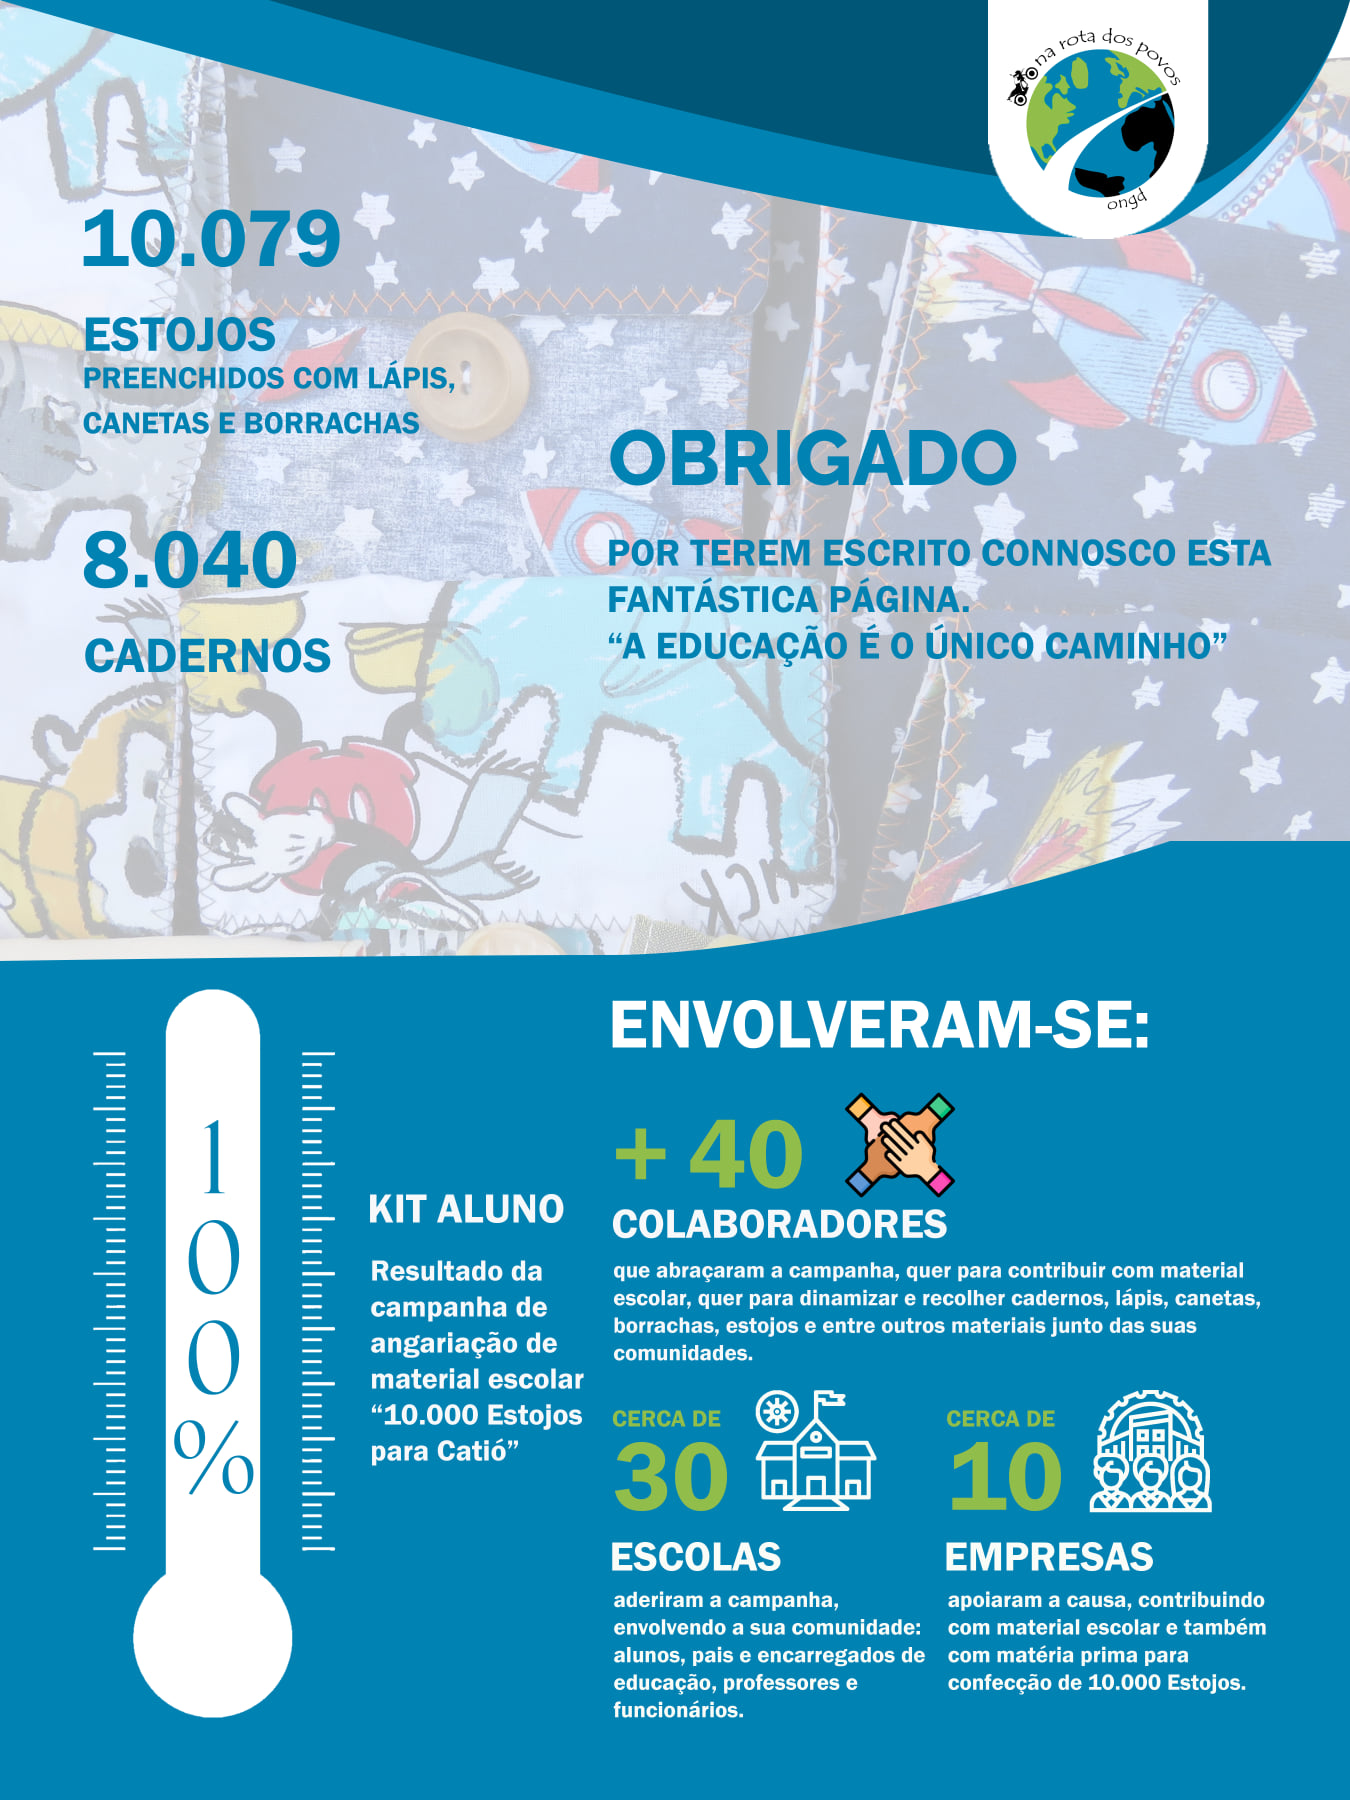 na rota dos povos
ongd
10.079
ESTOJOS
PREENCHIDOS COM LÁPIS,
CANETAS E BORRACHAS
8.040
CADERNOS
OBRIGADO
POR TEREM ESCRITO CONNOSCO ESTA
FANTÁSTICA PÁGINA.
“A EDUCAÇÃO É O ÚNICO CAMINHO”
100%
KIT ALUNO
Resultado da
campanha de
angariação de
material escolar
“10.000 Estojos
para Catió”
ENVOLVERAM-SE:
+ 40
COLABORADORES
que abraçaram a campanha, quer para contribuir com material
escolar, quer para dinamizar e recolher cadernos, lápis, canetas,
borrachas, estojos e entre outros materiais junto das suas
comunidades.
CERCA DE
30
ESCOLAS
aderiram a campanha,
envolvendo a sua comunidade:
alunos, pais e encarregados de
educação, professores e
funcionários.
CERCA DE
10
EMPRESAS
apoiaram a causa, contribuindo
com material escolar e também
com matéria prima para
confecção de 10.000 Estojos.